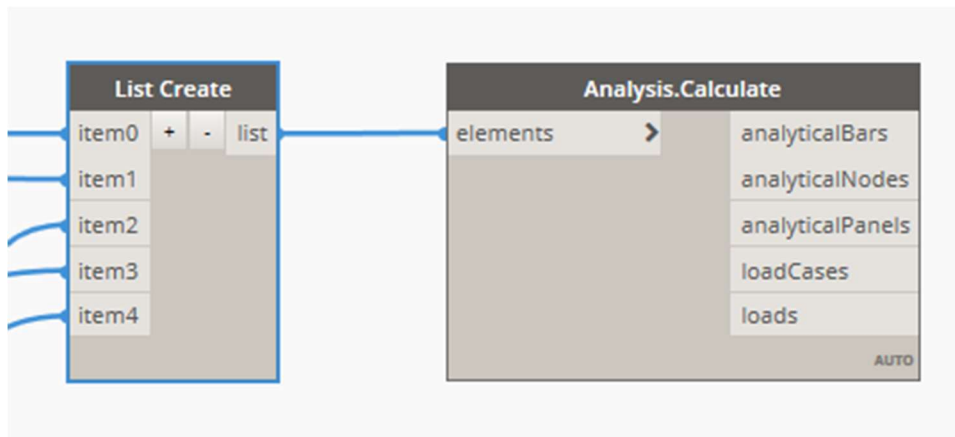 List Create
item0 + - list
item1
item2
item3
item4
Analysis.Calculate
elements >
analyticalBars
analyticalNodes
analyticalPanels
loadCases
loads
AUTO